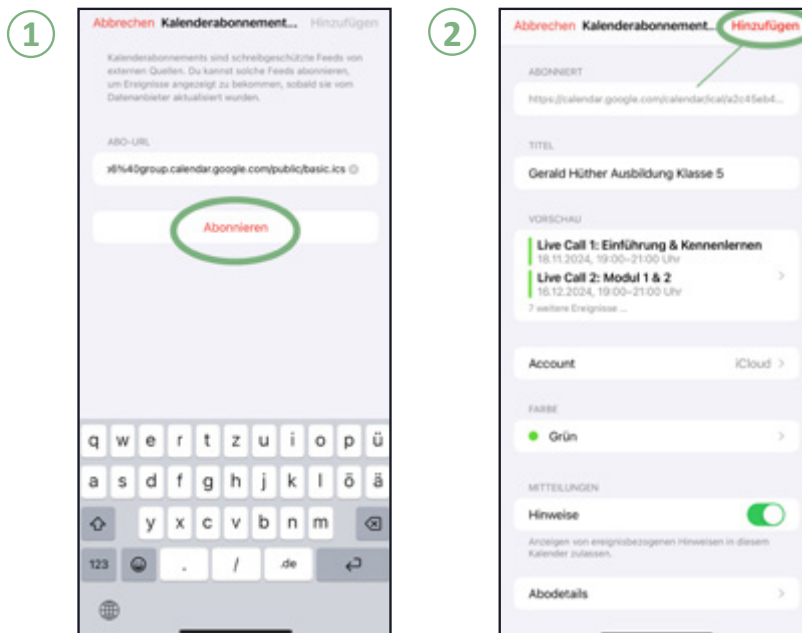 1
Abbrechen Kalenderabonnement... Hinzufügen
Kalenderabonnements sind schreibgeschützte Feeds von
externen Quellen. Du kannst solche Feeds abonnieren,
um Ereignisse angezeigt zu bekommen, sobald sie vom
Datenanbieter aktualisiert wurden.
ABO-URL
%40group.calendar.google.com/public/basic.ics
Abonnieren
q w e r t z u i o p ü
a s d f g h j k l ö ä
y x c v b n m
123 . / .de
2
Abbrechen Kalenderabonnement... Hinzufügen
ABONNIERT
https://calendar.google.com/calendar/ical/a2c45eb4...
TITEL
Gerald Hüther Ausbildung Klasse 5
VORSCHAU
Live Call 1: Einführung & Kennenlernen
18.11.2024, 19:00–21:00 Uhr
Live Call 2: Modul 1 & 2
16.12.2024, 19:00–21:00 Uhr
7 weitere Ereignisse ...
Account iCloud >
FARBE
Grün >
MITTEILUNGEN
Hinweise
Anzeigen von ereignisbezogenen Hinweisen in diesem
Kalender zulassen.
Abodetails >